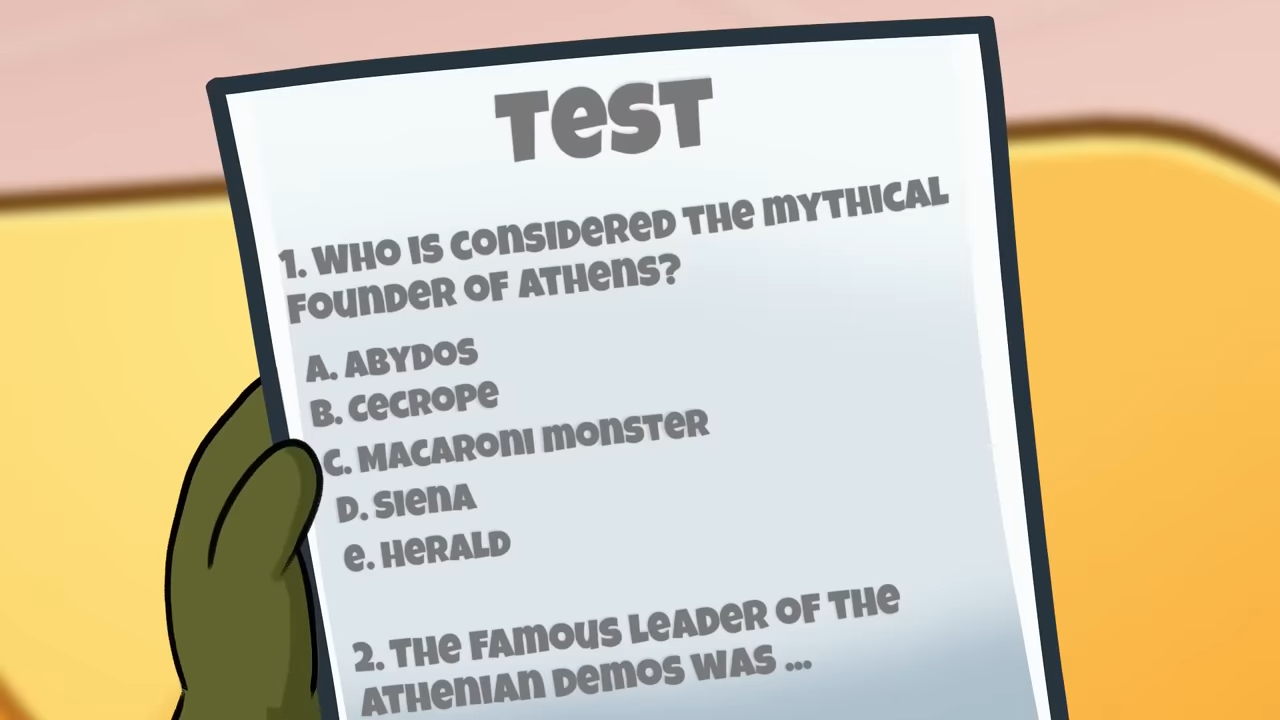 TEST
1. WHO IS CONSIDERED THE MYTHICAL
FOUNDER OF ATHENS?
A. ABYDOS
B. CECROPE
C. MACARONI MONSTER
D. SIENA
E. HERALD
2. THE FAMOUS LEADER OF THE
ATHENIAN DEMOS WAS ...